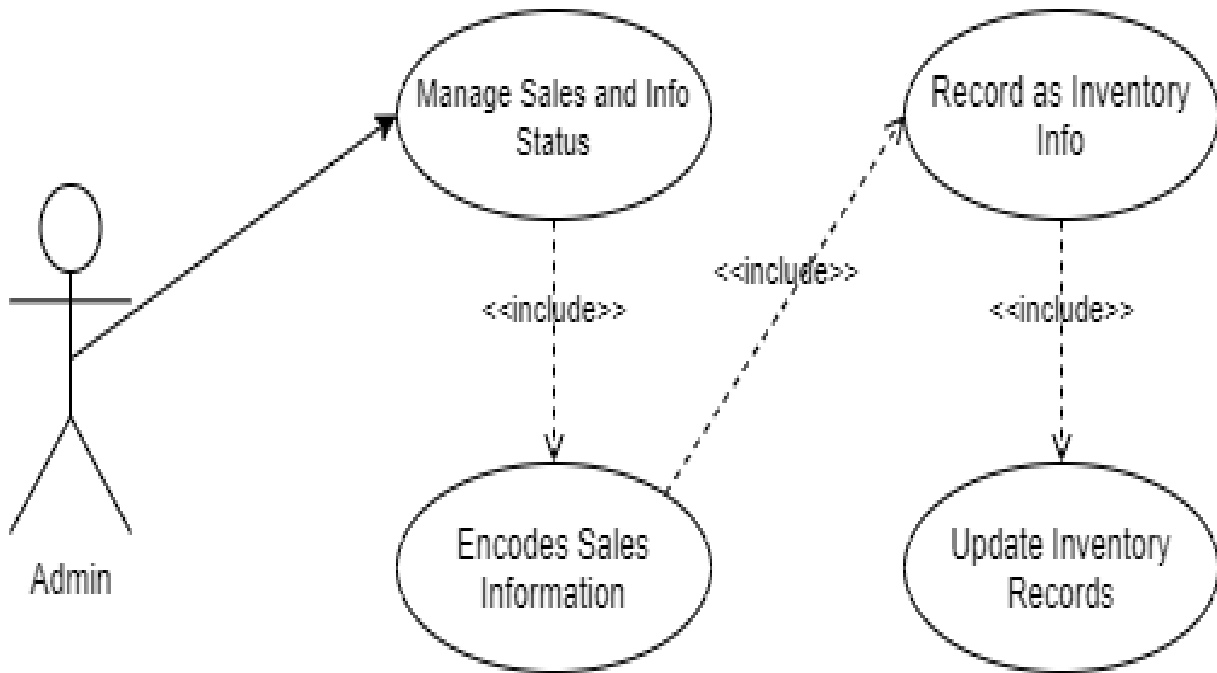 Manage Sales and Info
Status
Record as Inventory
Info
<<include>>
<<include>>
<<include>>
Encodes Sales
Information
Update Inventory
Records
Admin